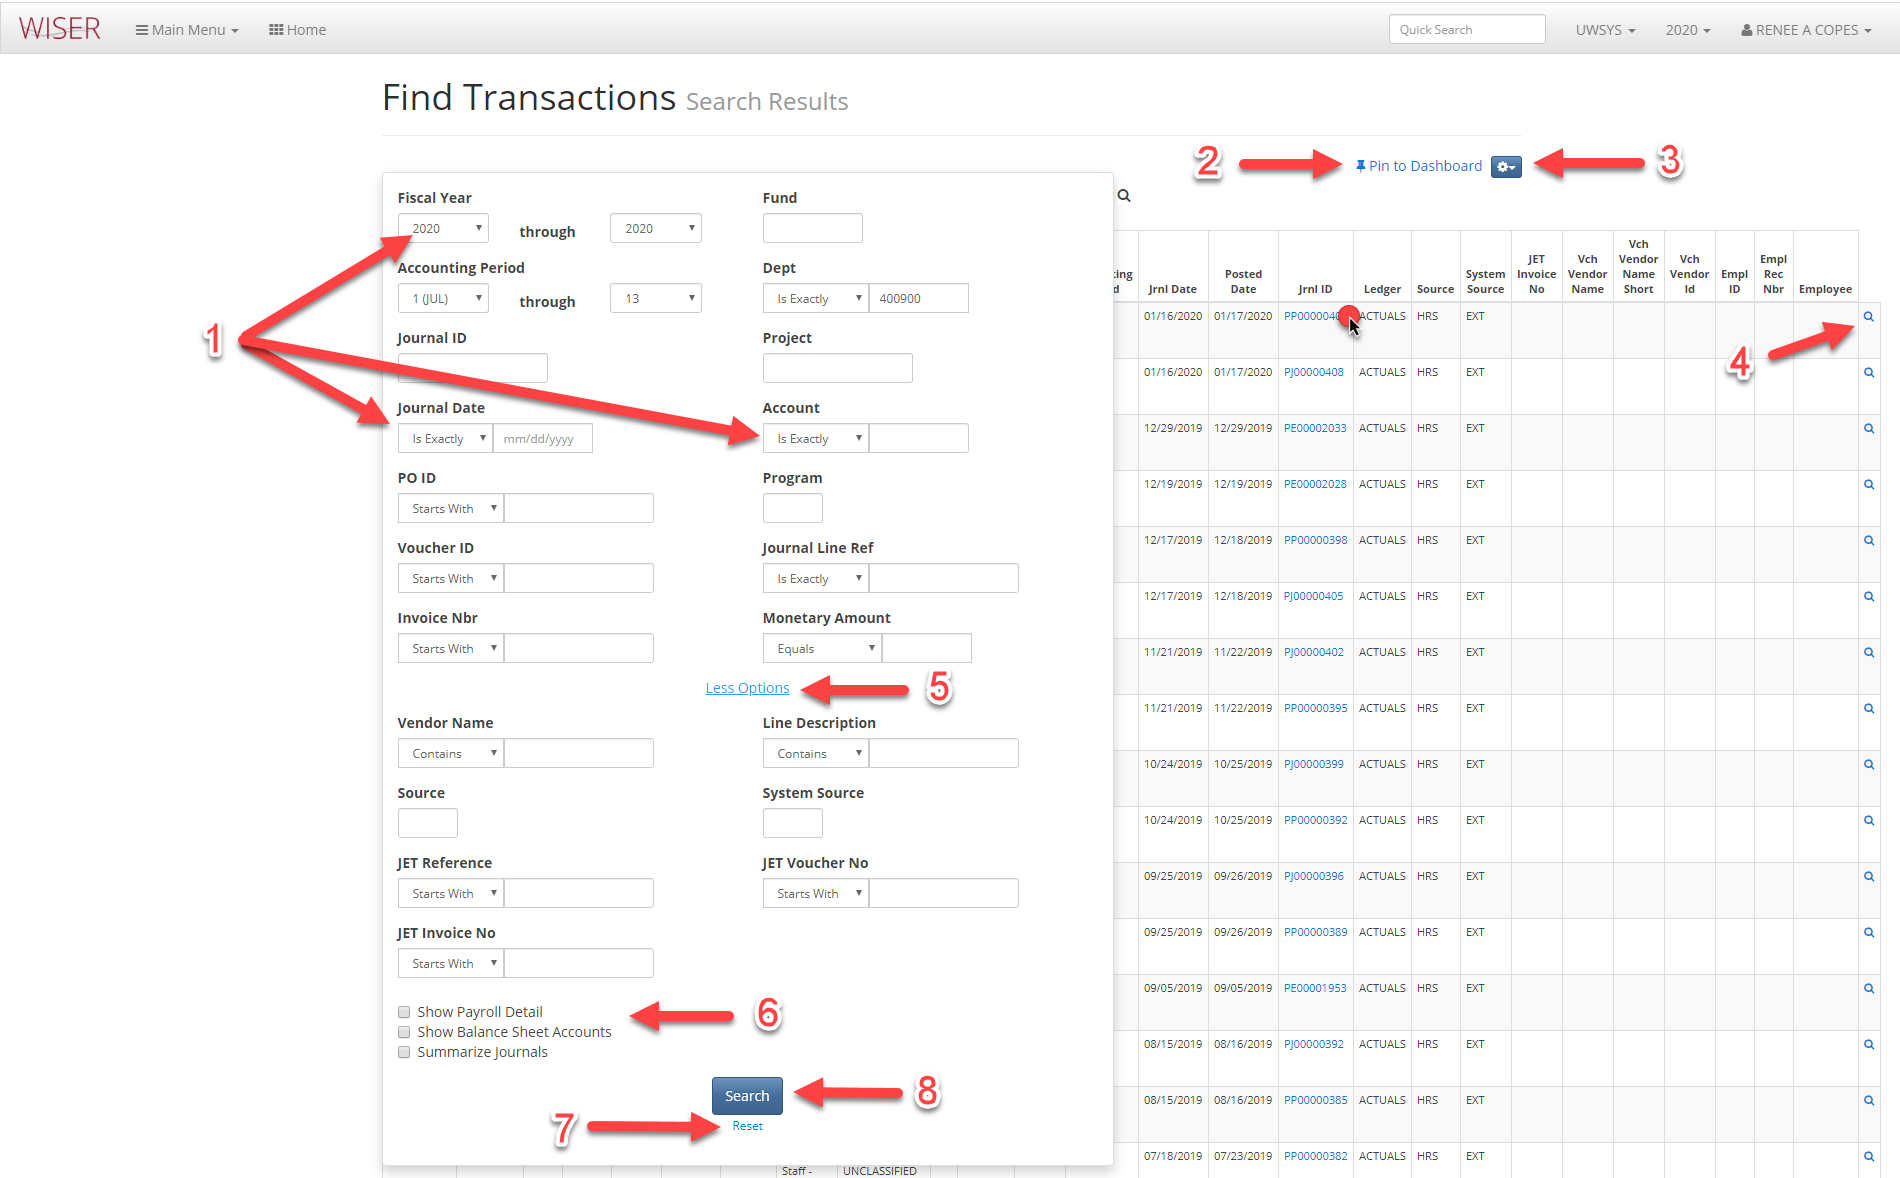 WISER Main Menu Home Quick Search UWSYS 2020 RENEE A COPES
Find Transactions Search Results
2 Pin to Dashboard 3
Fiscal Year Fund
2020 through 2020
Accounting Period Dept
1 (JUL) through 13 Is Exactly 400900
Journal ID Project
1
Journal Date Account
Is Exactly mm/dd/yyyy Is Exactly
PO ID Program
Starts With
Voucher ID Journal Line Ref
Starts With Is Exactly
Invoice Nbr Monetary Amount
Starts With Equals
Less Options 5
Vendor Name Line Description
Contains Contains
Source System Source
JET Reference JET Voucher No
Starts With Starts With
JET Invoice No
Starts With
Show Payroll Detail 6
Show Balance Sheet Accounts
Summarize Journals
Search 8
7 Reset
Staff - UNCLASSIFIED
Jrnl Date Posted Date Jrnl ID Ledger Source System Source JET Invoice No Vch Vendor Name Vch Vendor Name Short Vch Vendor Id Empl ID Empl Rec Nbr Employee
01/16/2020 01/17/2020 ACTUALS HRS EXT
4
01/16/2020 01/17/2020 PJ00000408 ACTUALS HRS EXT
12/29/2019 12/29/2019 PE00002033 ACTUALS HRS EXT
12/19/2019 12/19/2019 PE00002028 ACTUALS HRS EXT
12/17/2019 12/18/2019 PP00000398 ACTUALS HRS EXT
12/17/2019 12/18/2019 PJ00000405 ACTUALS HRS EXT
11/21/2019 11/22/2019 PJ00000402 ACTUALS HRS EXT
11/21/2019 11/22/2019 PP00000395 ACTUALS HRS EXT
10/24/2019 10/25/2019 PJ00000399 ACTUALS HRS EXT
10/24/2019 10/25/2019 PP00000392 ACTUALS HRS EXT
09/25/2019 09/26/2019 PJ00000396 ACTUALS HRS EXT
09/25/2019 09/26/2019 PP00000389 ACTUALS HRS EXT
09/05/2019 09/05/2019 PE00001953 ACTUALS HRS EXT
08/15/2019 08/16/2019 PJ00000392 ACTUALS HRS EXT
08/15/2019 08/16/2019 PP00000385 ACTUALS HRS EXT
07/18/2019 07/23/2019 PP00000382 ACTUALS HRS EXT